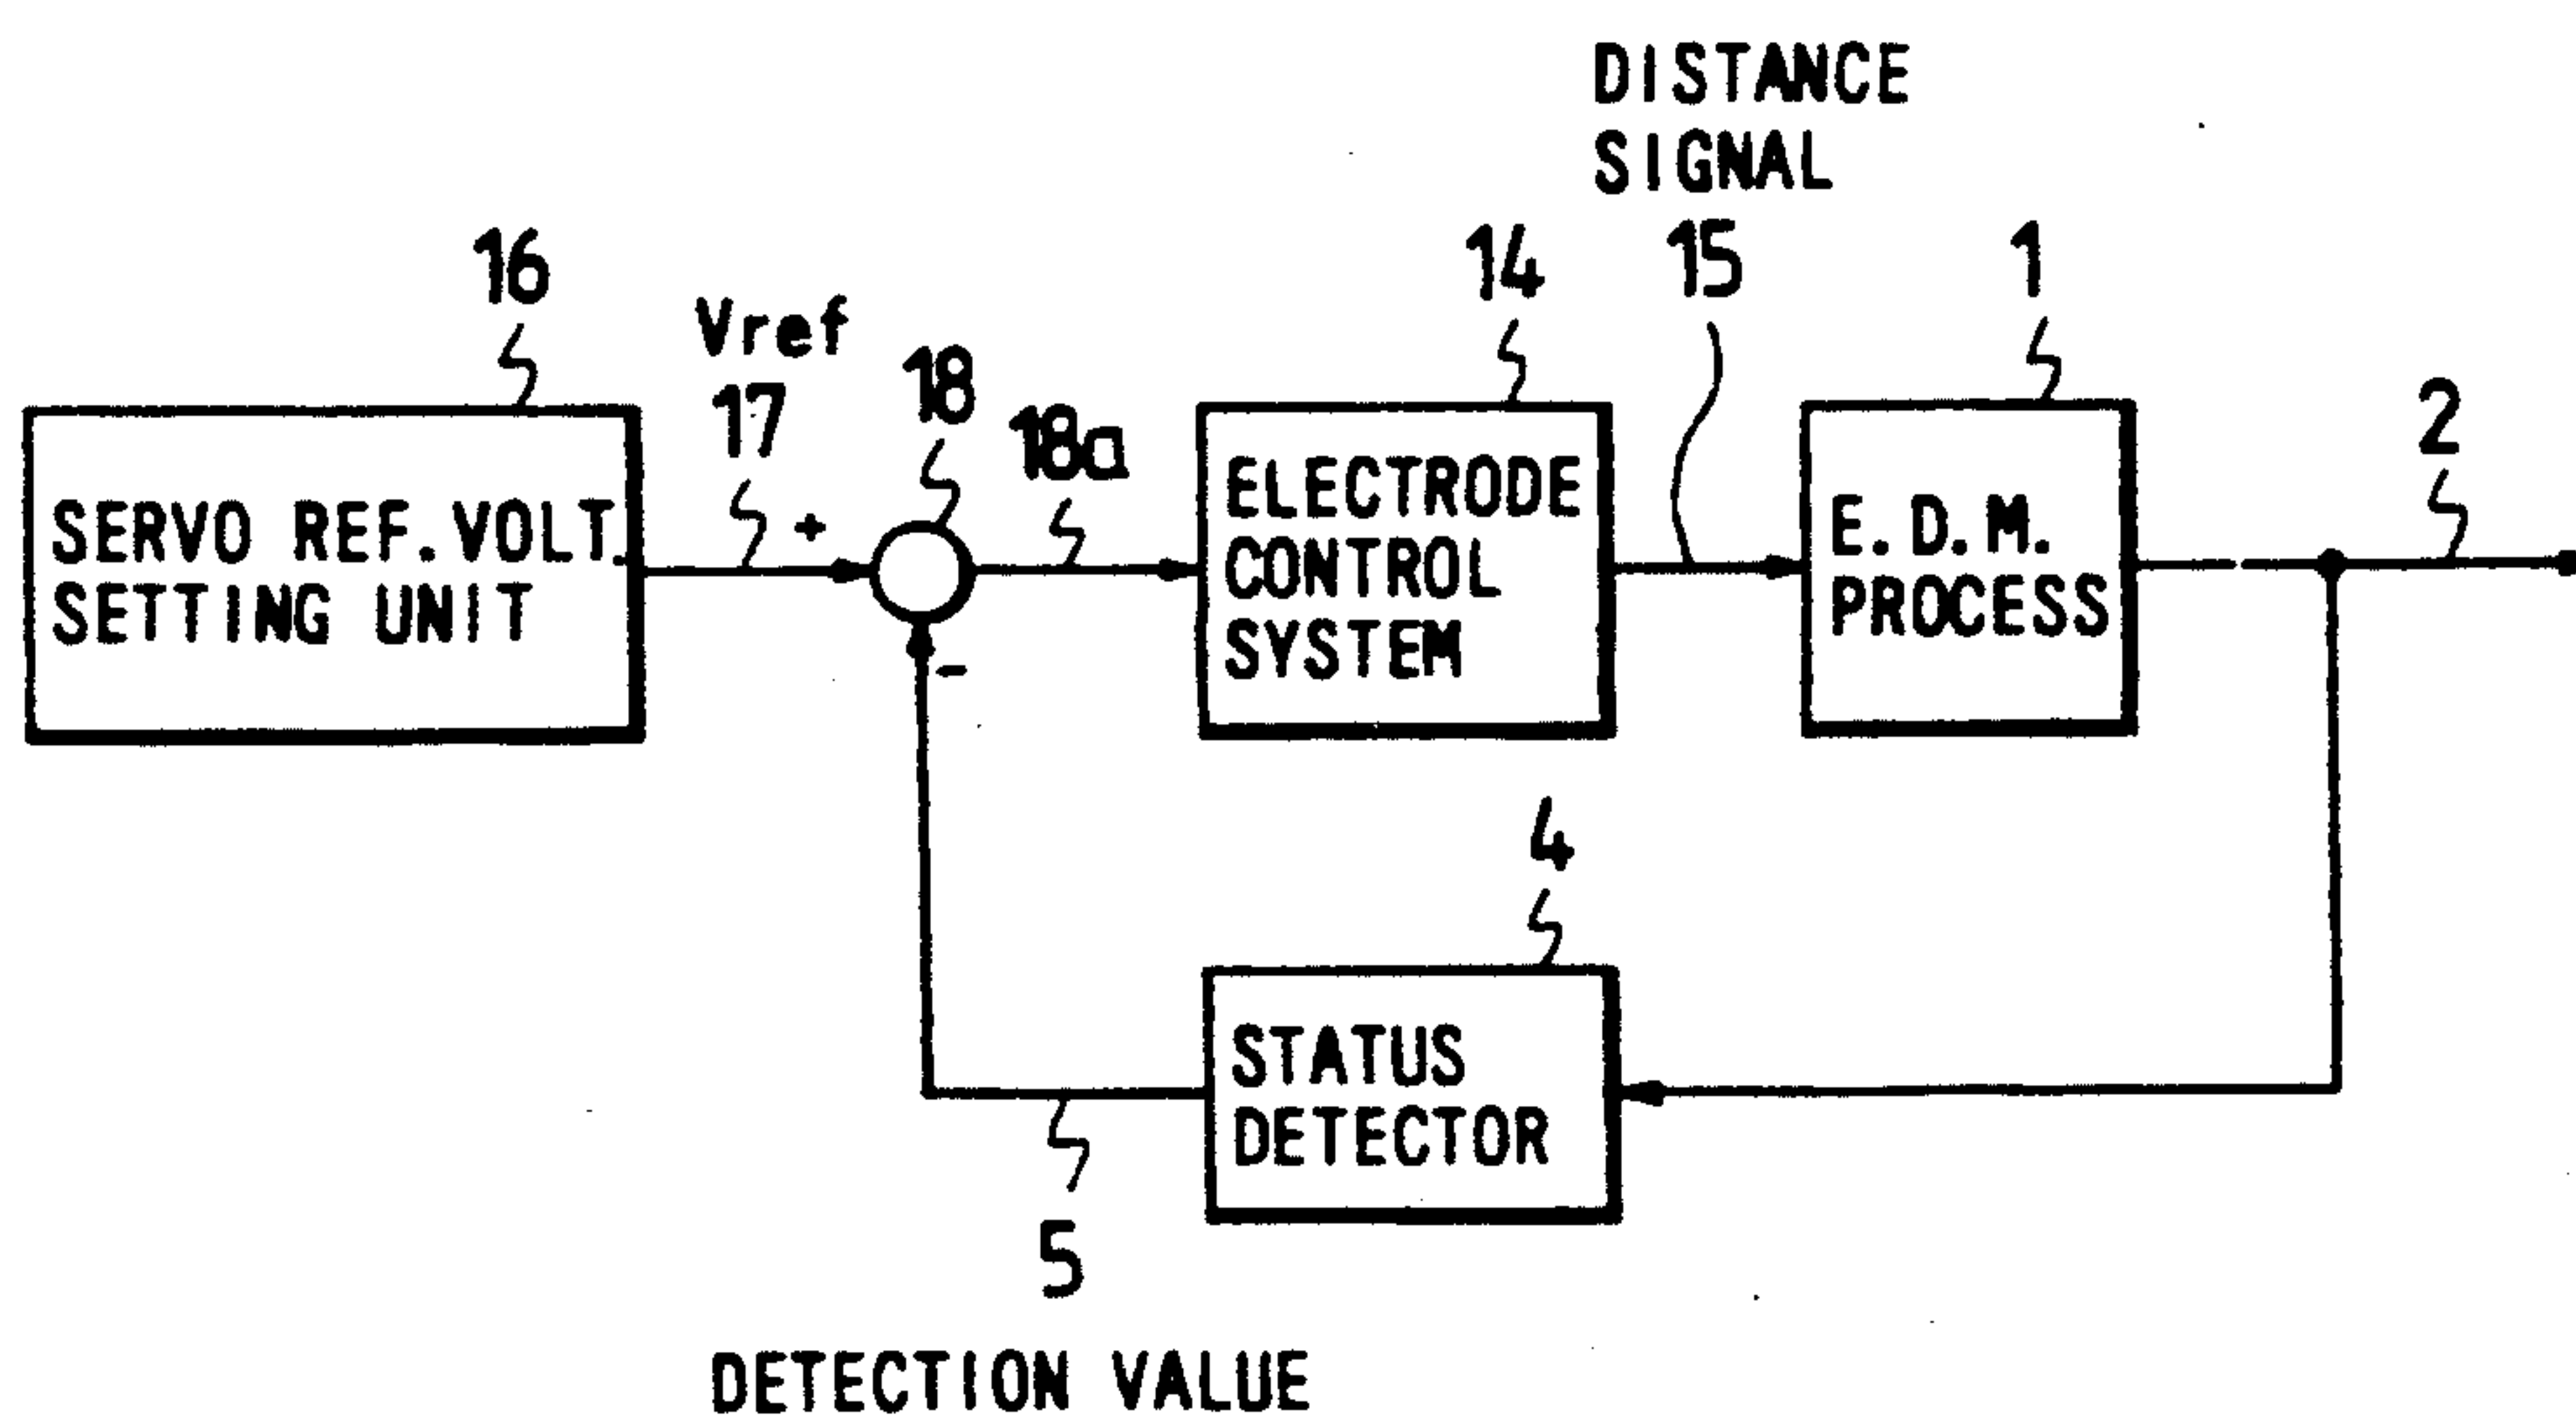 DISTANCE
SIGNAL
16
14
15
1
Vref
17
18
18a
2
+
SERVO REF. VOLT.
SETTING UNIT
ELECTRODE
CONTROL
SYSTEM
E. D. M.
PROCESS
-
4
STATUS
DETECTOR
5
DETECTION VALUE